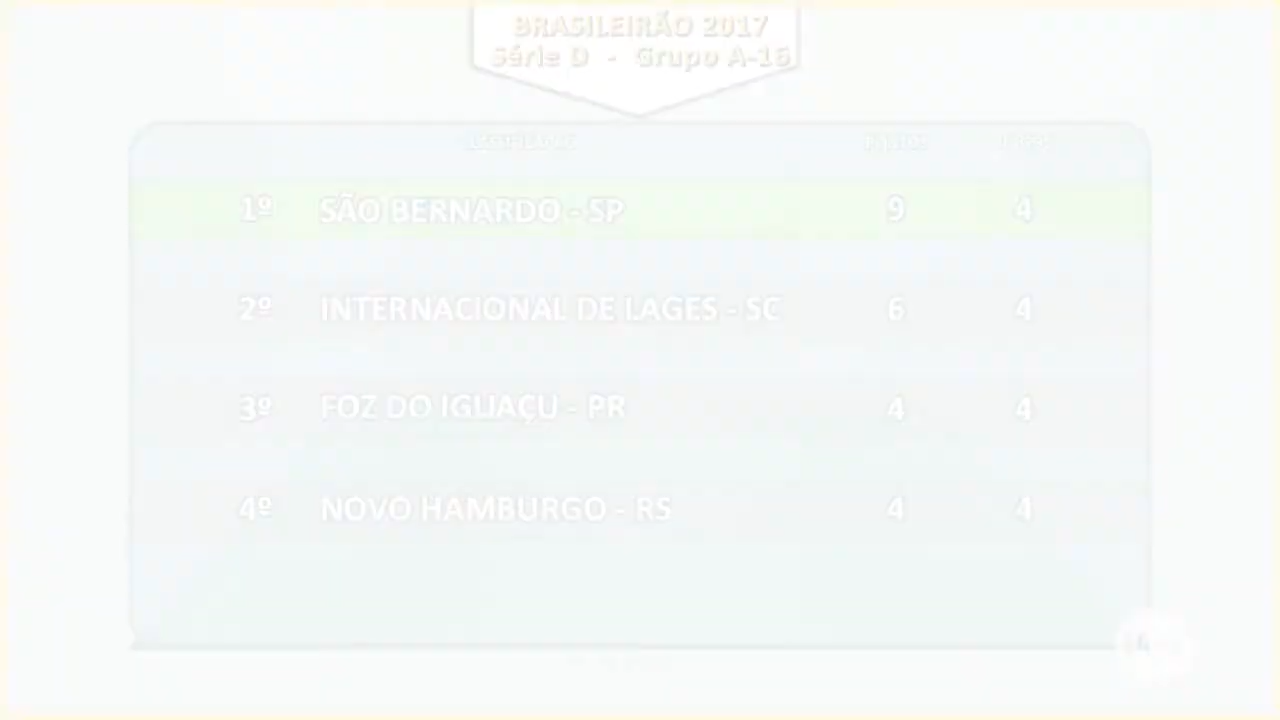 BRASILEIRÃO 2017
Série D - Grupo A-16
1º SÃO BERNARDO - SP 9 4
2º INTERNACIONAL DE LAGES - SC 6 4
3º FOZ DO IGUAÇU - PR 4 4
4º NOVO HAMBURGO - RS 4 4